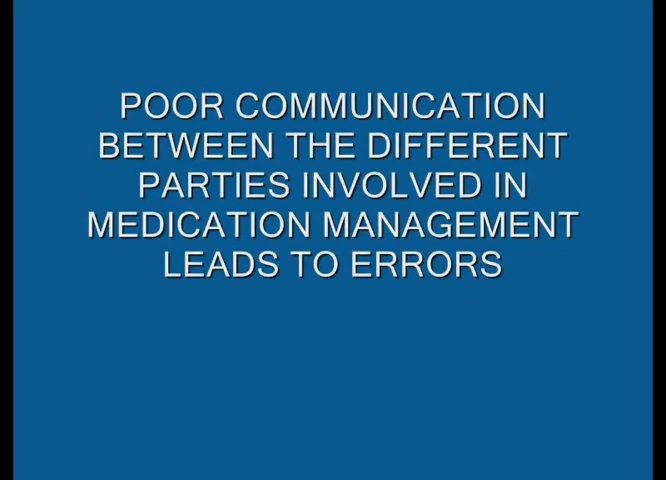 POOR COMMUNICATION
BETWEEN THE DIFFERENT
PARTIES INVOLVED IN
MEDICATION MANAGEMENT
LEADS TO ERRORS